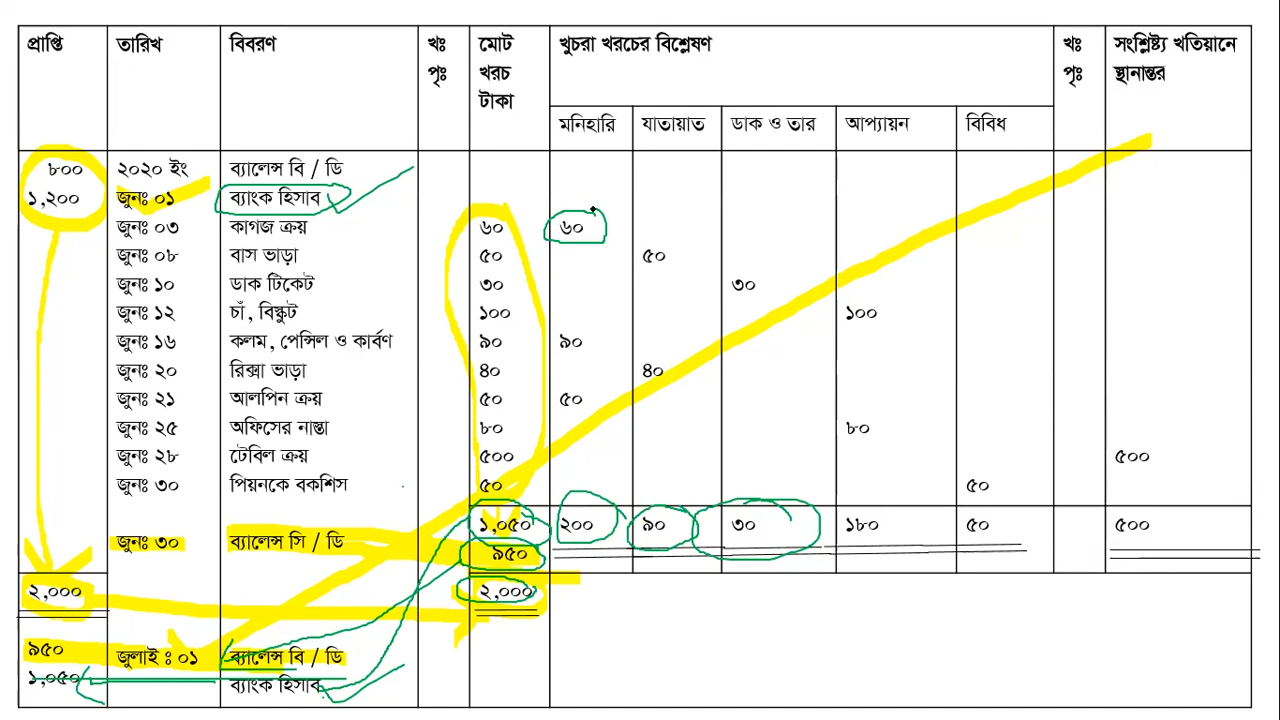 প্রাপ্তি তারিখ বিবরণ খঃ পৃঃ মোট খরচ টাকা খুচরা খরচের বিশ্লেষণ খঃ পৃঃ সংশ্লিষ্ট্য খতিয়ানে স্থানান্তর
মনিহারি যাতায়াত ডাক ও তার আপ্যায়ন বিবিধ
৮০০ ২০২০ ইং ব্যালেন্স বি / ডি
১,২০০ জুনঃ ০১ ব্যাংক হিসাব
জুনঃ ০৩ কাগজ ক্রয় ৬০ ৬০
জুনঃ ০৮ বাস ভাড়া ৫০ ৫০
জুনঃ ১০ ডাক টিকেট ৩০ ৩০
জুনঃ ১২ চাঁ, বিস্কুট ১০০ ১০০
জুনঃ ১৬ কলম, পেন্সিল ও কার্বণ ৯০ ৯০
জুনঃ ২০ রিক্সা ভাড়া ৪০ ৪০
জুনঃ ২১ আলপিন ক্রয় ৫০ ৫০
জুনঃ ২৫ অফিসের নাস্তা ৮০ ৮০
জুনঃ ২৮ টেবিল ক্রয় ৫০০ ৫০০
জুনঃ ৩০ পিয়নকে বকশিস ৫০ ৫০
১,০৫০ ২০০ ৯০ ৩০ ১৮০ ৫০ ৫০০
জুনঃ ৩০ ব্যালেন্স সি / ডি ৯৫০
২,০০০ ২,০০০
৯৫০ জুলাই : ০১ ব্যালেন্স বি / ডি
১,০৫০ ব্যাংক হিসাব